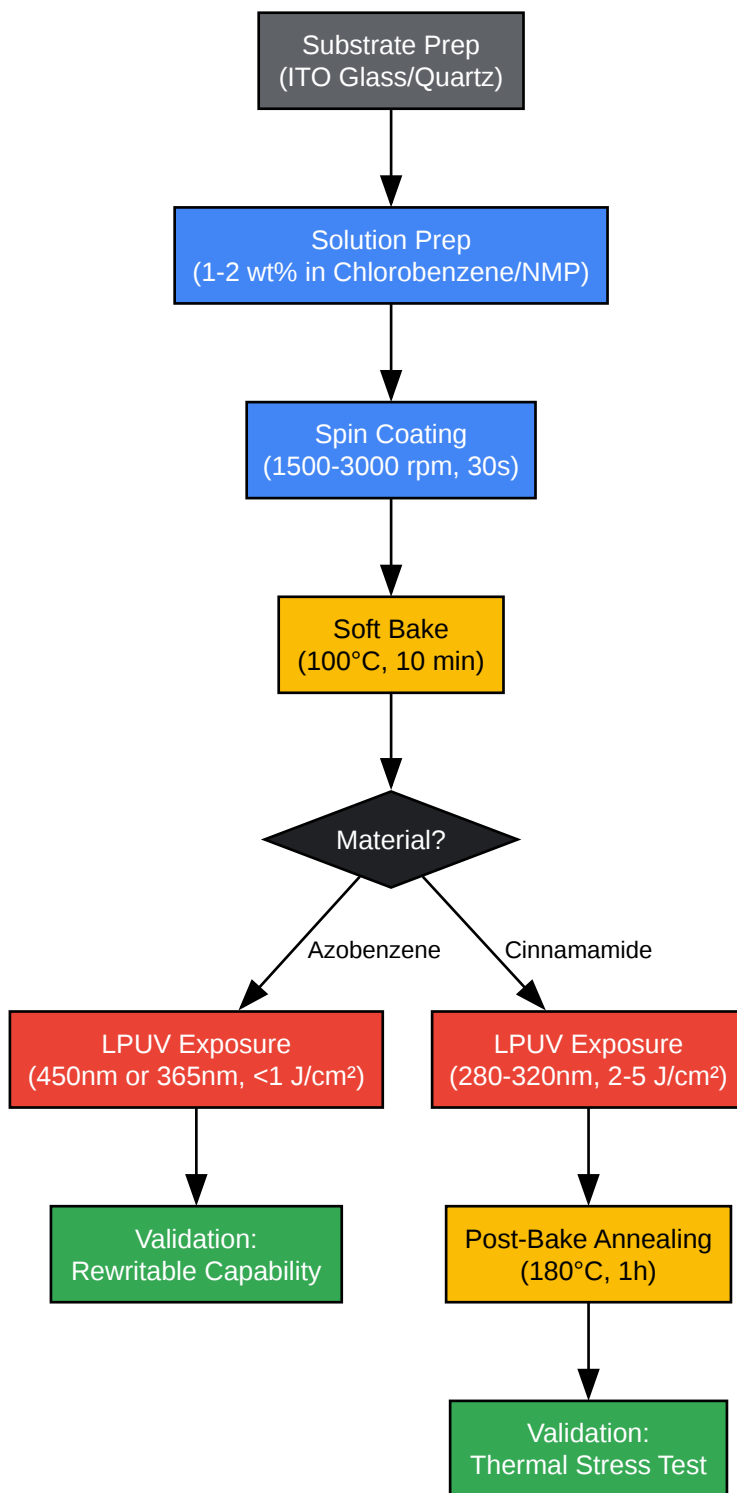 Substrate Prep
(ITO Glass/Quartz)
Solution Prep
(1-2 wt% in Chlorobenzene/NMP)
Spin Coating
(1500-3000 rpm, 30s)
Soft Bake
(100°C, 10 min)
Material?
Azobenzene
Cinnamamide
LPUV Exposure
(450nm or 365nm, <1 J/cm²)
LPUV Exposure
(280-320nm, 2-5 J/cm²)
Validation:
Rewritable Capability
Post-Bake Annealing
(180°C, 1h)
Validation:
Thermal Stress Test